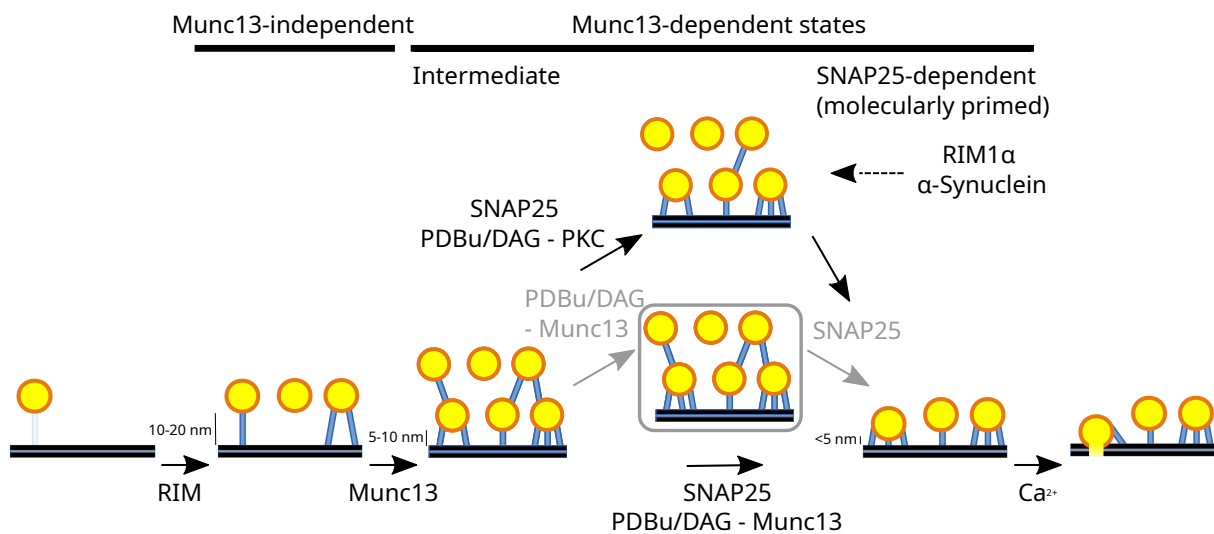 Munc13-independent
Munc13-dependent states
Intermediate
SNAP25-dependent
(molecularly primed)
RIM1α
α-Synuclein
SNAP25
PDBu/DAG - PKC
PDBu/DAG
- Munc13
SNAP25
10-20 nm
5-10 nm
<5 nm
RIM
Munc13
SNAP25
PDBu/DAG - Munc13
Ca²⁺